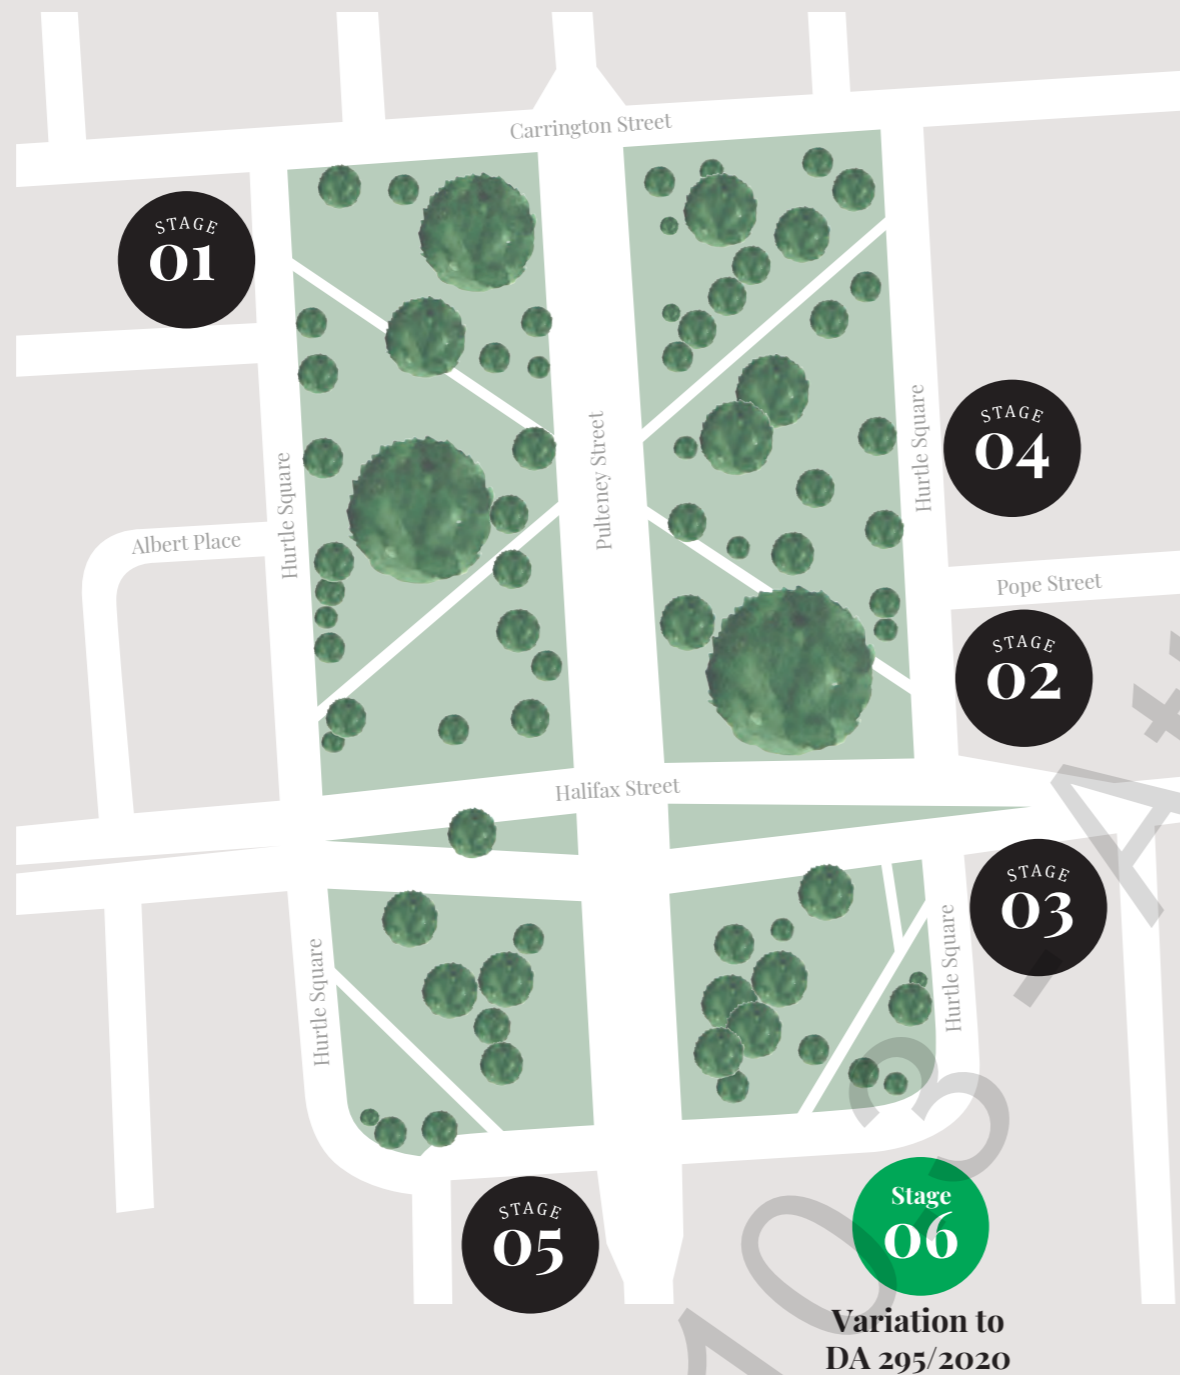 Carrington Street
STAGE
01
Pulteney Street
Hurtle Square
Hurtle Square
STAGE
04
Albert Place
Pope Street
STAGE
02
Halifax Street
STAGE
03
Hurtle Square
Hurtle Square
STAGE
05
Stage
06
Variation to
DA 295/2020